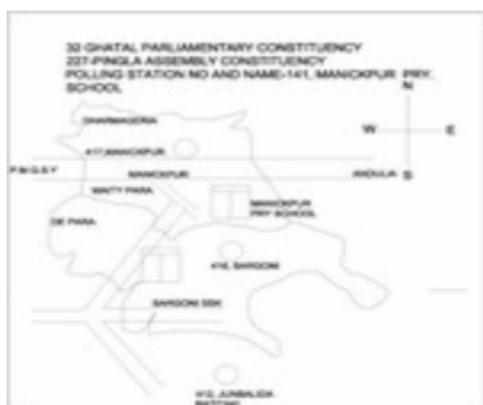 32 GHATAL PARLIAMENTARY CONSTITUENCY
227-PINGLA ASSEMBLY CONSTITUENCY
POLLING STATION NO AND NAME-141, MANICKPUR PRY.
SCHOOL
N
DHARMAGERIA
W E
417,MANICKPUR
P.M.G.S.Y
MANICKPUR
S
MAITY PARA
MANICKPUR
PRY SCHOOL
DE PARA
416, SARGONI
SARGONI SSK
412, JUNBALIDA